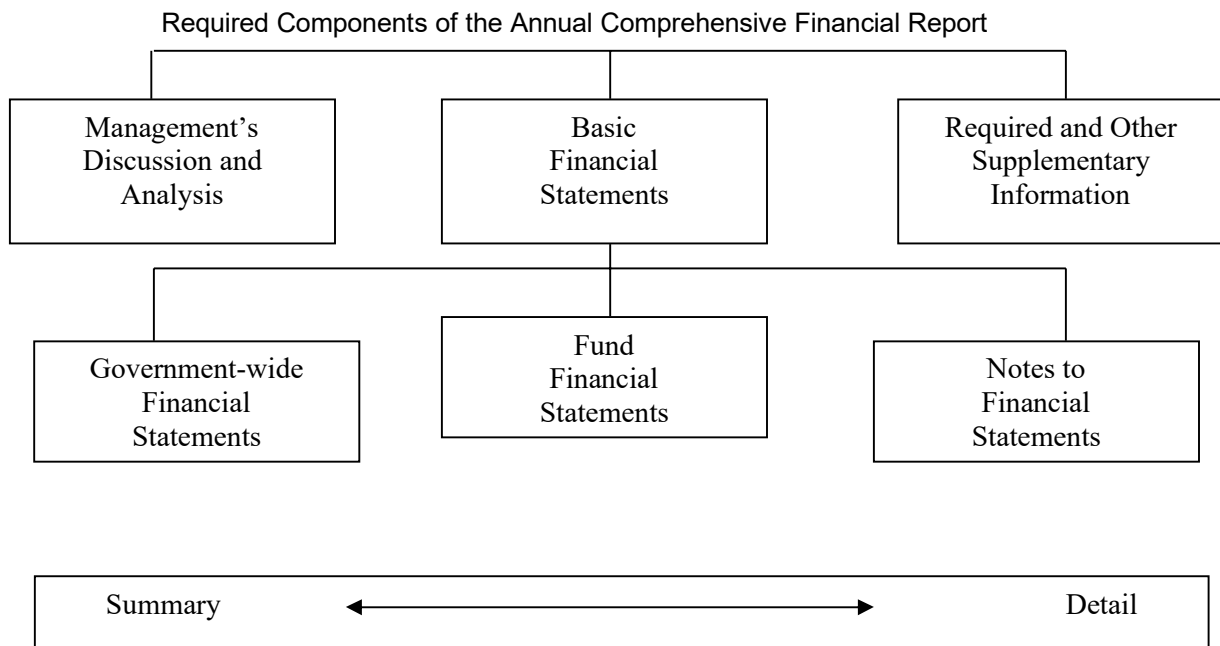 Required Components of the Annual Comprehensive Financial Report
Management’s
Discussion and
Analysis
Basic
Financial
Statements
Required and Other
Supplementary
Information
Government-wide
Financial
Statements
Fund
Financial
Statements
Notes to
Financial
Statements
Summary
Detail